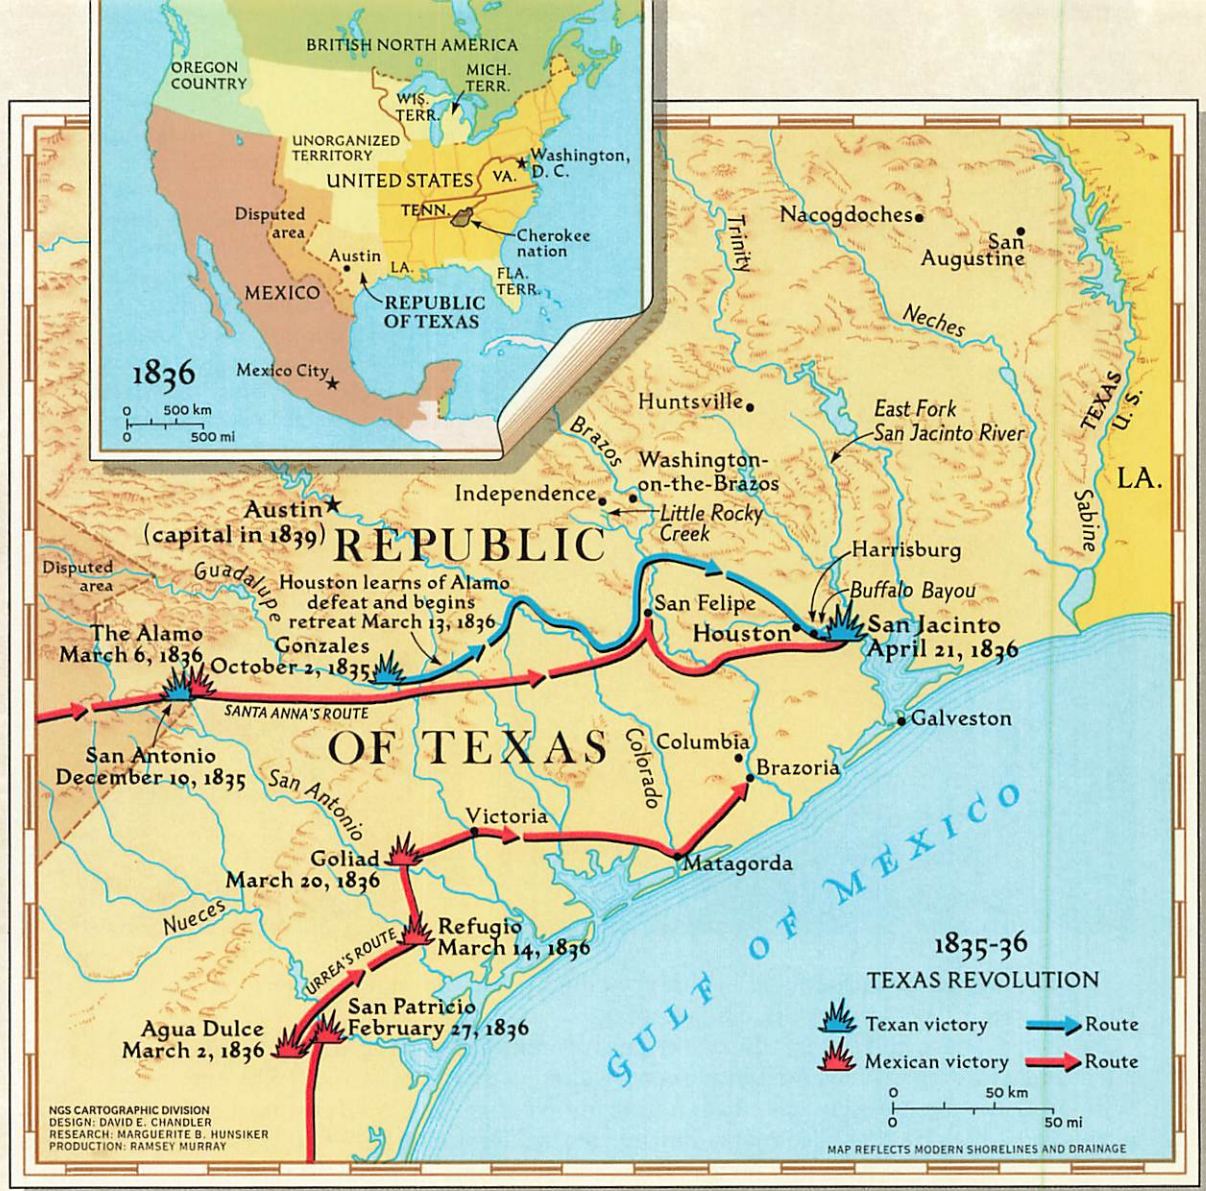 BRITISH NORTH AMERICA
OREGON
COUNTRY
MICH.
TERR.
WIS.
TERR.
UNORGANIZED
TERRITORY
Washington,
D. C.
UNITED STATES
VA.
TENN.
Disputed
area
Cherokee
nation
Austin
LA.
FLA.
TERR.
MEXICO
REPUBLIC
OF TEXAS
1836
Mexico City
0 500 km
0 500 mi
Trinity
Nacogdoches
San
Augustine
Neches
TEXAS
U. S.
LA.
Sabine
Huntsville
East Fork
San Jacinto River
Brazos
Washington-
on-the-Brazos
Independence
Little Rocky
Creek
Austin
(capital in 1839)
REPUBLIC
Harrisburg
Buffalo Bayou
Disputed
area
Guadalupe
Houston learns of Alamo
defeat and begins
retreat March 13, 1836
San Felipe
Houston
San Jacinto
April 21, 1836
The Alamo
March 6, 1836
Gonzales
October 2, 1835
SANTA ANNA'S ROUTE
Galveston
OF TEXAS
San Antonio
December 10, 1835
San Antonio
Colorado
Columbia
Brazoria
Victoria
Matagorda
Goliad
March 20, 1836
Nueces
Refugio
March 14, 1836
URREA'S ROUTE
San Patricio
February 27, 1836
Agua Dulce
March 2, 1836
GULF OF MEXICO
1835-36
TEXAS REVOLUTION
Texan victory Route
Mexican victory Route
0 50 km
0 50 mi
NGS CARTOGRAPHIC DIVISION
DESIGN: DAVID E. CHANDLER
RESEARCH: MARGUERITE B. HUNSIKER
PRODUCTION: RAMSEY MURRAY
MAP REFLECTS MODERN SHORELINES AND DRAINAGE